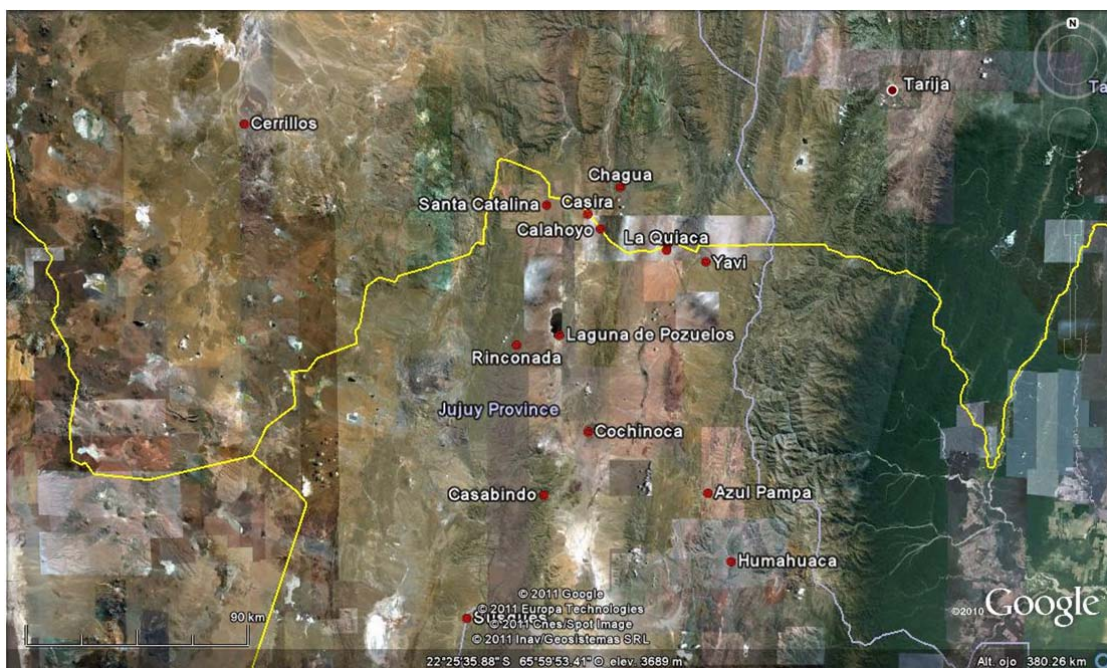 N
Tarija
Ta
Cerrillos
Chagua
Santa Catalina
Casira
Calahoyo
La Quiaca
Yavi
Laguna de Pozuelos
Rinconada
Jujuy Province
Cochinoca
Casabindo
Azul Pampa
Humahuaca
© 2011 Google
© 2011 Europa Technologies
© 2011 Cnes/Spot Image
© 2011 Inav/Geosistemas SRL
Susques
90 km
©2010 Google
22°25'35.88" S 65°59'53.41" O elev. 3689 m
Alt. ojo 380.26 km